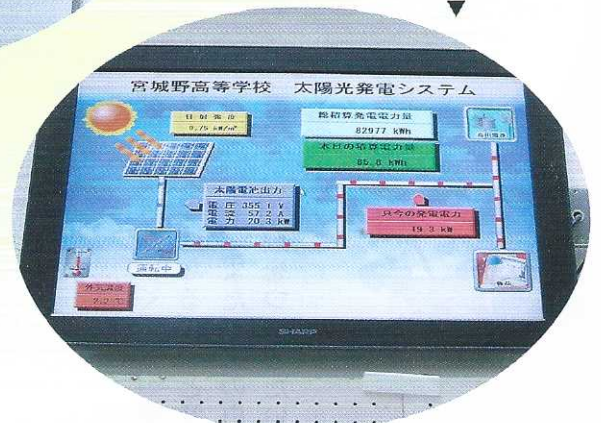 宮城野高等学校 太陽光発電システム
日射強度
0.75 kW/m²
総積算発電電力量
82977 kWh
本日の積算電力量
85.8 kWh
太陽電池出力
電圧 355.1 V
電流 57.2 A
電力 20.3 kW
只今の発電電力
19.3 kW
運転中
外気温度
SHARP